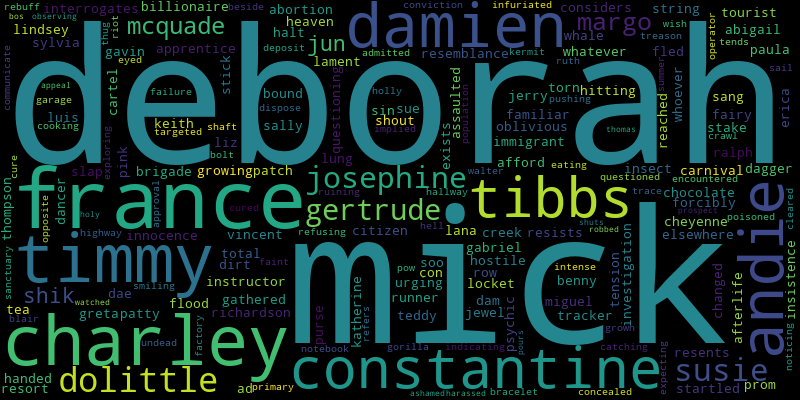 rebuff
bos
observing
interrogates
billionaire
beside
abortion
conviction
infuriated
considers
string
tourist
kermit
wish
treason
operator
tends
thug
riot
mcquade
heaven
halt
damien
margo
abigail
paula
sail
lindsey
sylvia
gavin
apprentice
deposit
jun
resemblance
whale
whatever
fled
deborah
communicate
eyed
cartel
stick
lament
admitted
ruth
appeal
garage
failure
bound
questioning
assaulted
jerry
torn
hitting
whoever
sang
erica
luis
cooking
keith
targeted
shaft
dispose
holly
sin
sue
shout
population
familiar
pushing
reached
fairy
stake
sally
implied
exists
oblivious
thomas
crawl
exploring
pink
liz
bolt
immigrant
ralph
cure
slap
brigade
growing
patch
lung
walter
eating
afford
insect
questioned
encountered
carnival
dagger
france
josephine
tibbs
trace
chocolate
poisoned
thompson
opposite
dancer
approval
ruining
hallway
forcibly
cleared
holy
cured
gertrude
cheyenne
highway
innocence
vincent
refusing
citizen
hell
lana
creek
resists
shuts
robbed
elsewhere
prospect
andie
timmy
total
dirt
faint
katherine
gabriel
hostile
tension
investigation
changed
insistence
sanctuary
mick
shik
watched
smiling
instructor
pow
con
soo
urging
row
intense
benny
dae
flood
gathered
runner
locket
psychic
miguel
tracker
afterlife
tea
blair
gretapatty
richardson
factory
purse
refers
teddy
dam
jewel
grown
noticing
charley
undead
notebook
gorilla
indicating
pours
catching
expecting
resents
constantine
susie
handed
resort
dolittle
ad
primary
ashamed
harassed
bracelet
concealed
startled
prom